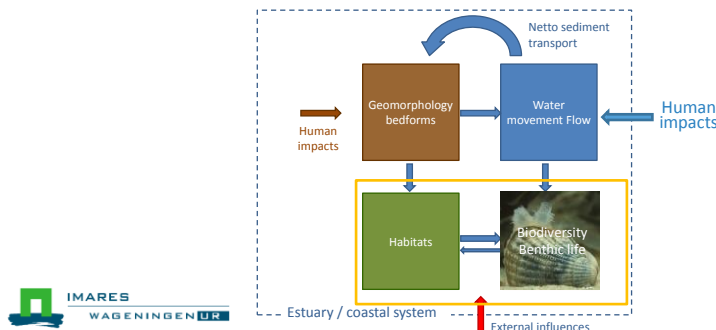 Netto sediment
transport
Geomorphology
bedforms
Water
movement Flow
Human
impacts
Human
impacts
Habitats
Biodiversity
Benthic life
Estuary / coastal system
External influences
IMARES
WAGENINGEN UR